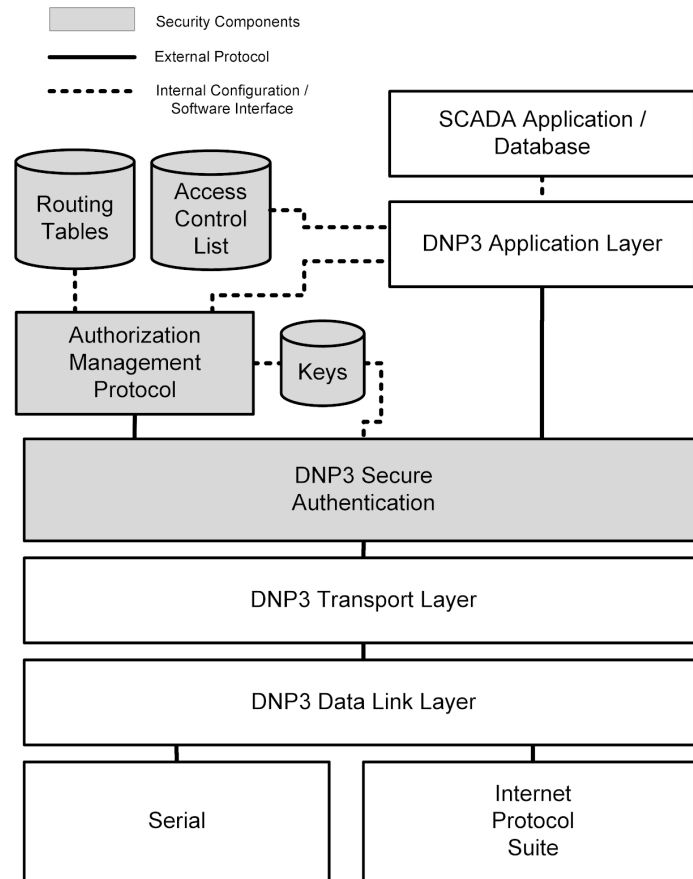 Security Components
External Protocol
Internal Configuration /
Software Interface
SCADA Application /
Database
Routing
Tables
Access
Control
List
DNP3 Application Layer
Authorization
Management
Protocol
Keys
DNP3 Secure
Authentication
DNP3 Transport Layer
DNP3 Data Link Layer
Serial
Internet
Protocol
Suite